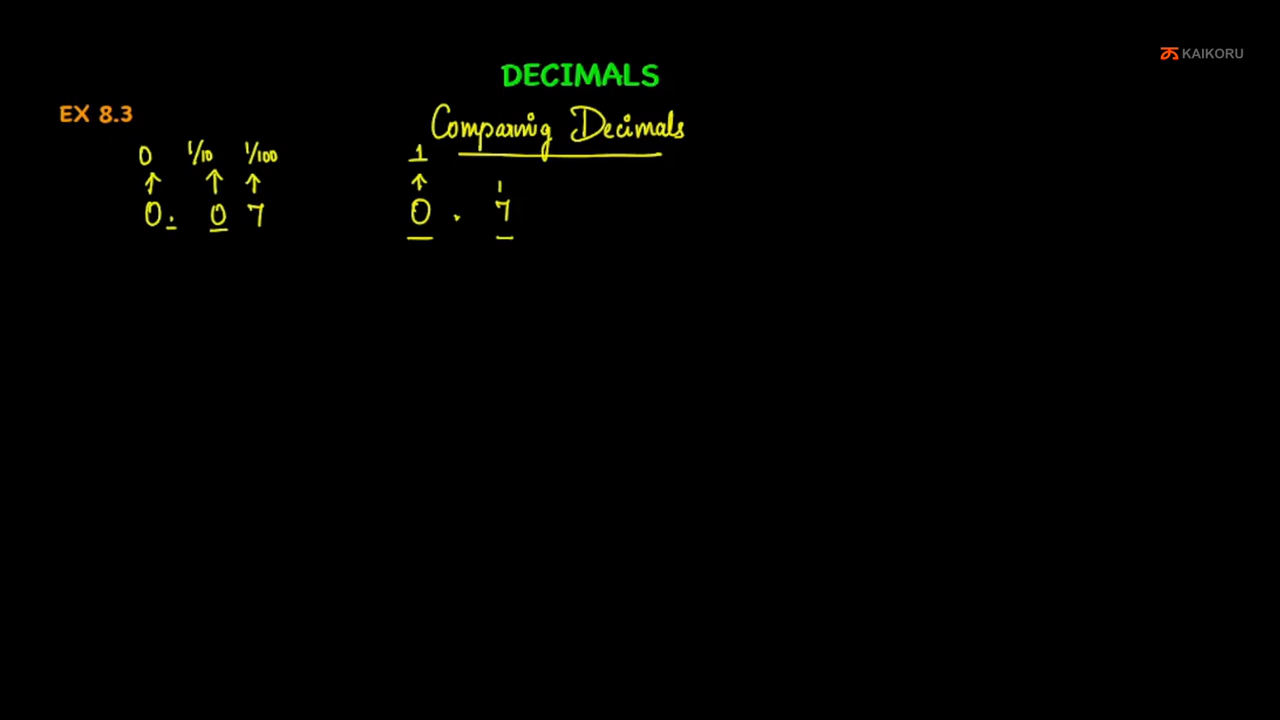 KAIKORU
DECIMALS
EX 8.3
Comparing Decimals
0 1/10 1/100 1
0. 0 7 0 . 7